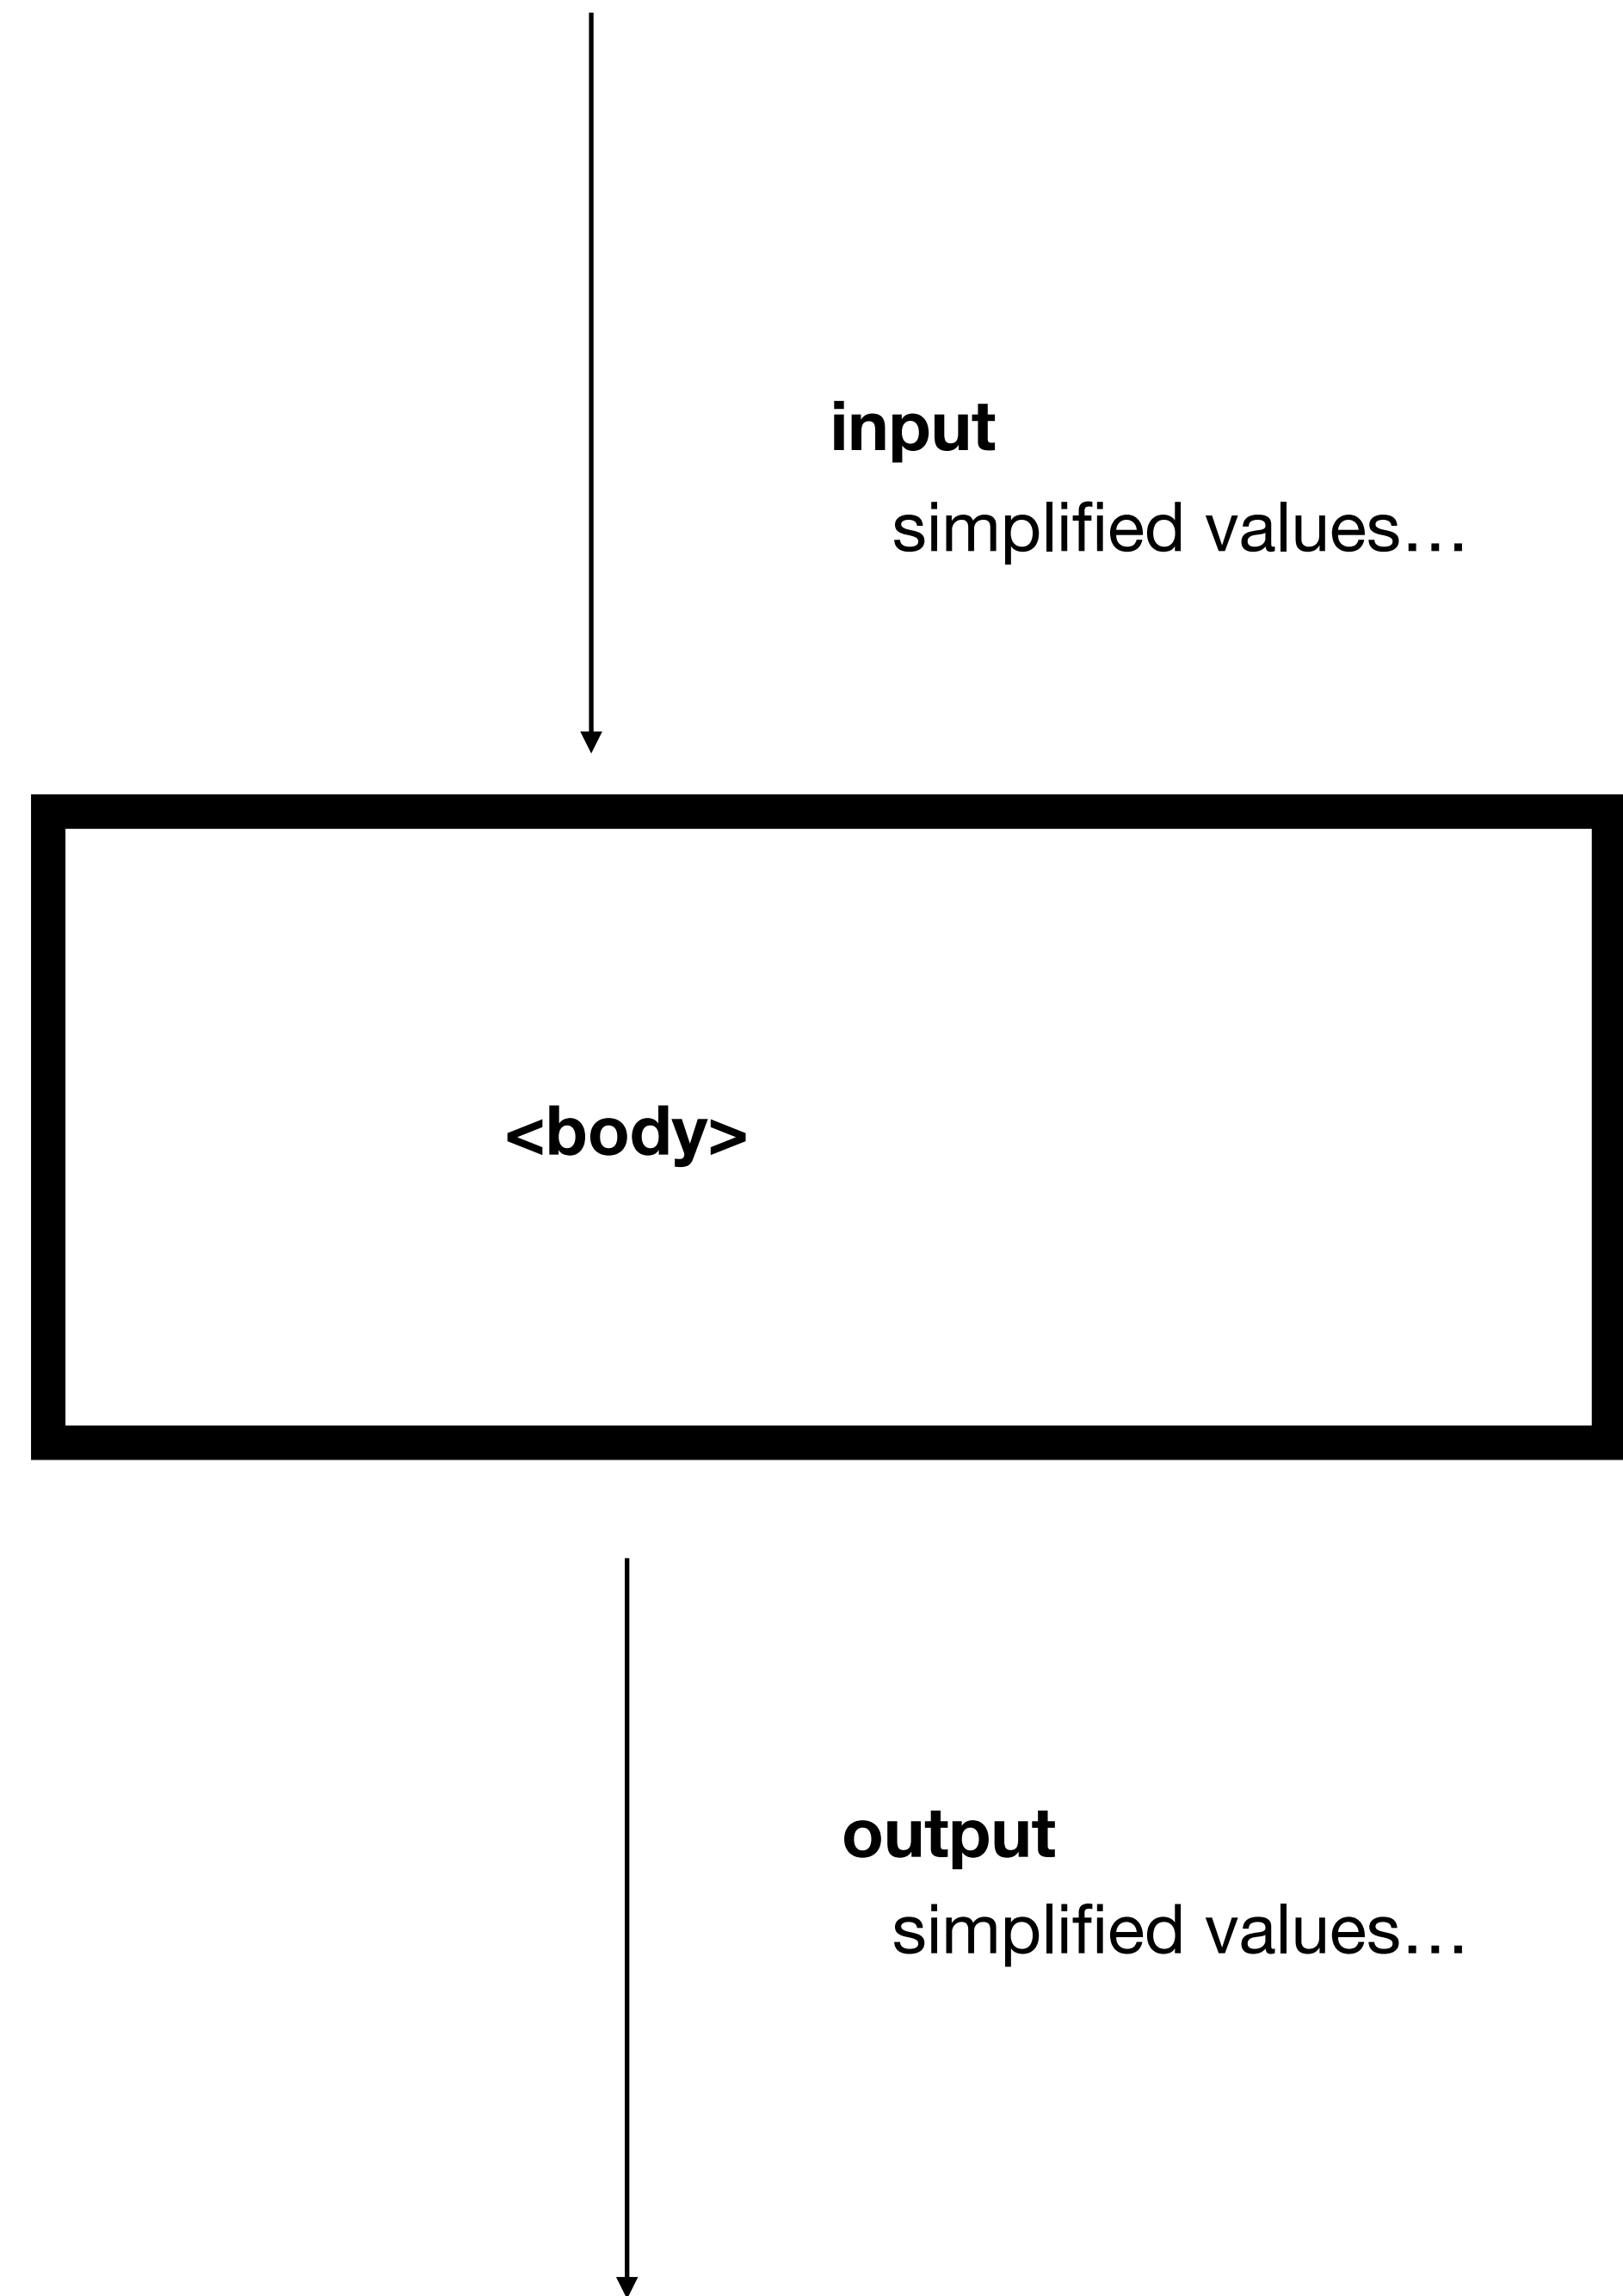 input
simplified values…
<body>
output
simplified values…